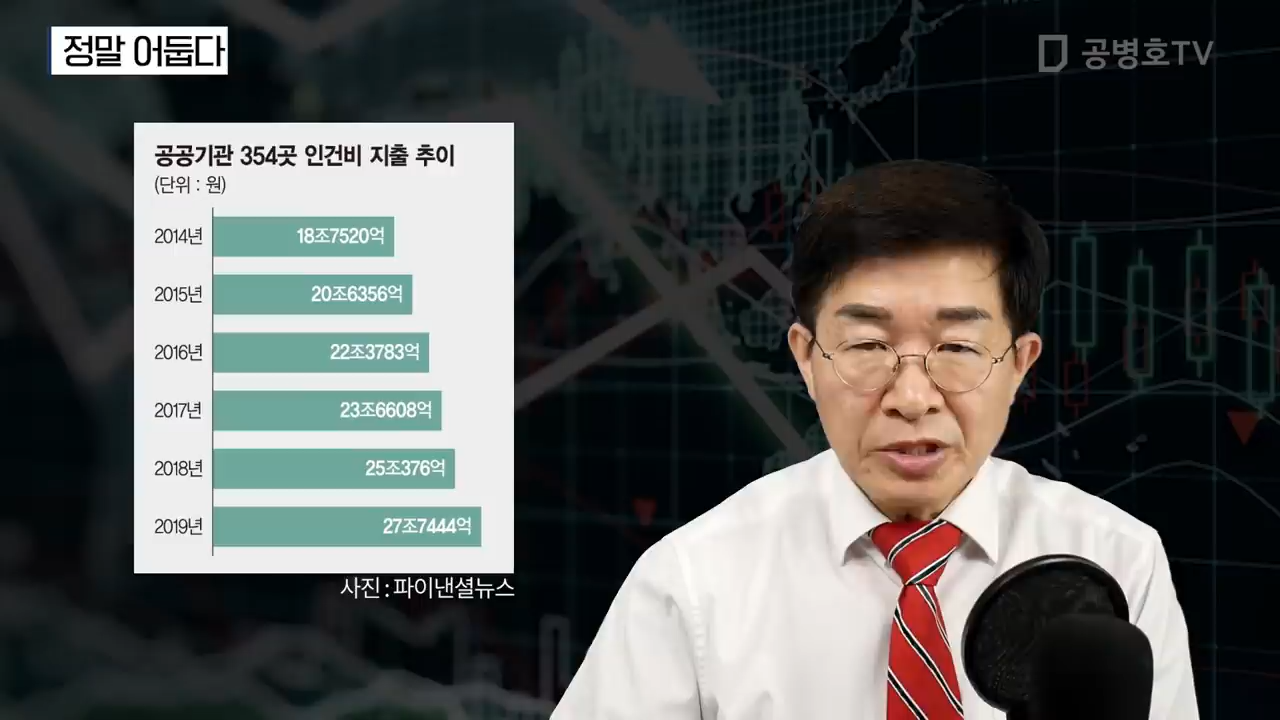 정말 어둡다
공병호TV
공공기관 354곳 인건비 지출 추이
(단위 : 원)
2014년 18조7520억
2015년 20조6356억
2016년 22조3783억
2017년 23조6608억
2018년 25조376억
2019년 27조7444억
사진 : 파이낸셜뉴스